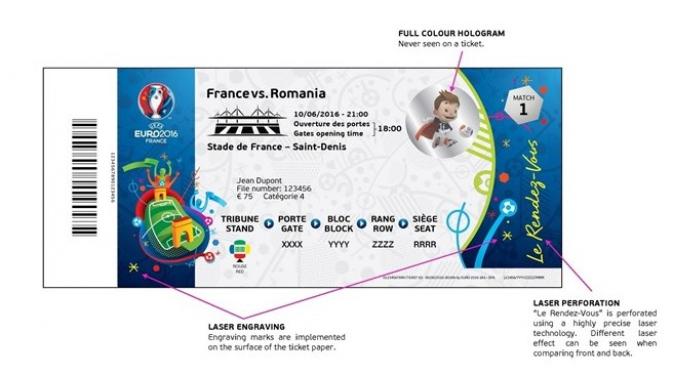 FULL COLOUR HOLOGRAM
Never seen on a ticket.
France vs. Romania
10/06/2016 - 21:00
Ouverture des portes
Gates opening time
18:00
Stade de France – Saint-Denis
MATCH
1
UEFA
EURO2016
FRANCE
Jean Dupont
File number: 123456
€ 75 Catégorie 4
TRIBUNE
STAND
PORTE
GATE
XXXX
BLOC
BLOCK
YYYY
RANG
ROW
ZZZZ
SIÈGE
SEAT
RRRR
ROUGE
RED
Le Rendez-Vous
LASER ENGRAVING
Engraving marks are implemented
on the surface of the ticket paper.
LASER PERFORATION
"Le Rendez-Vous" is perforated
using a highly precise laser
technology. Different laser
effect can be seen when
comparing front and back.